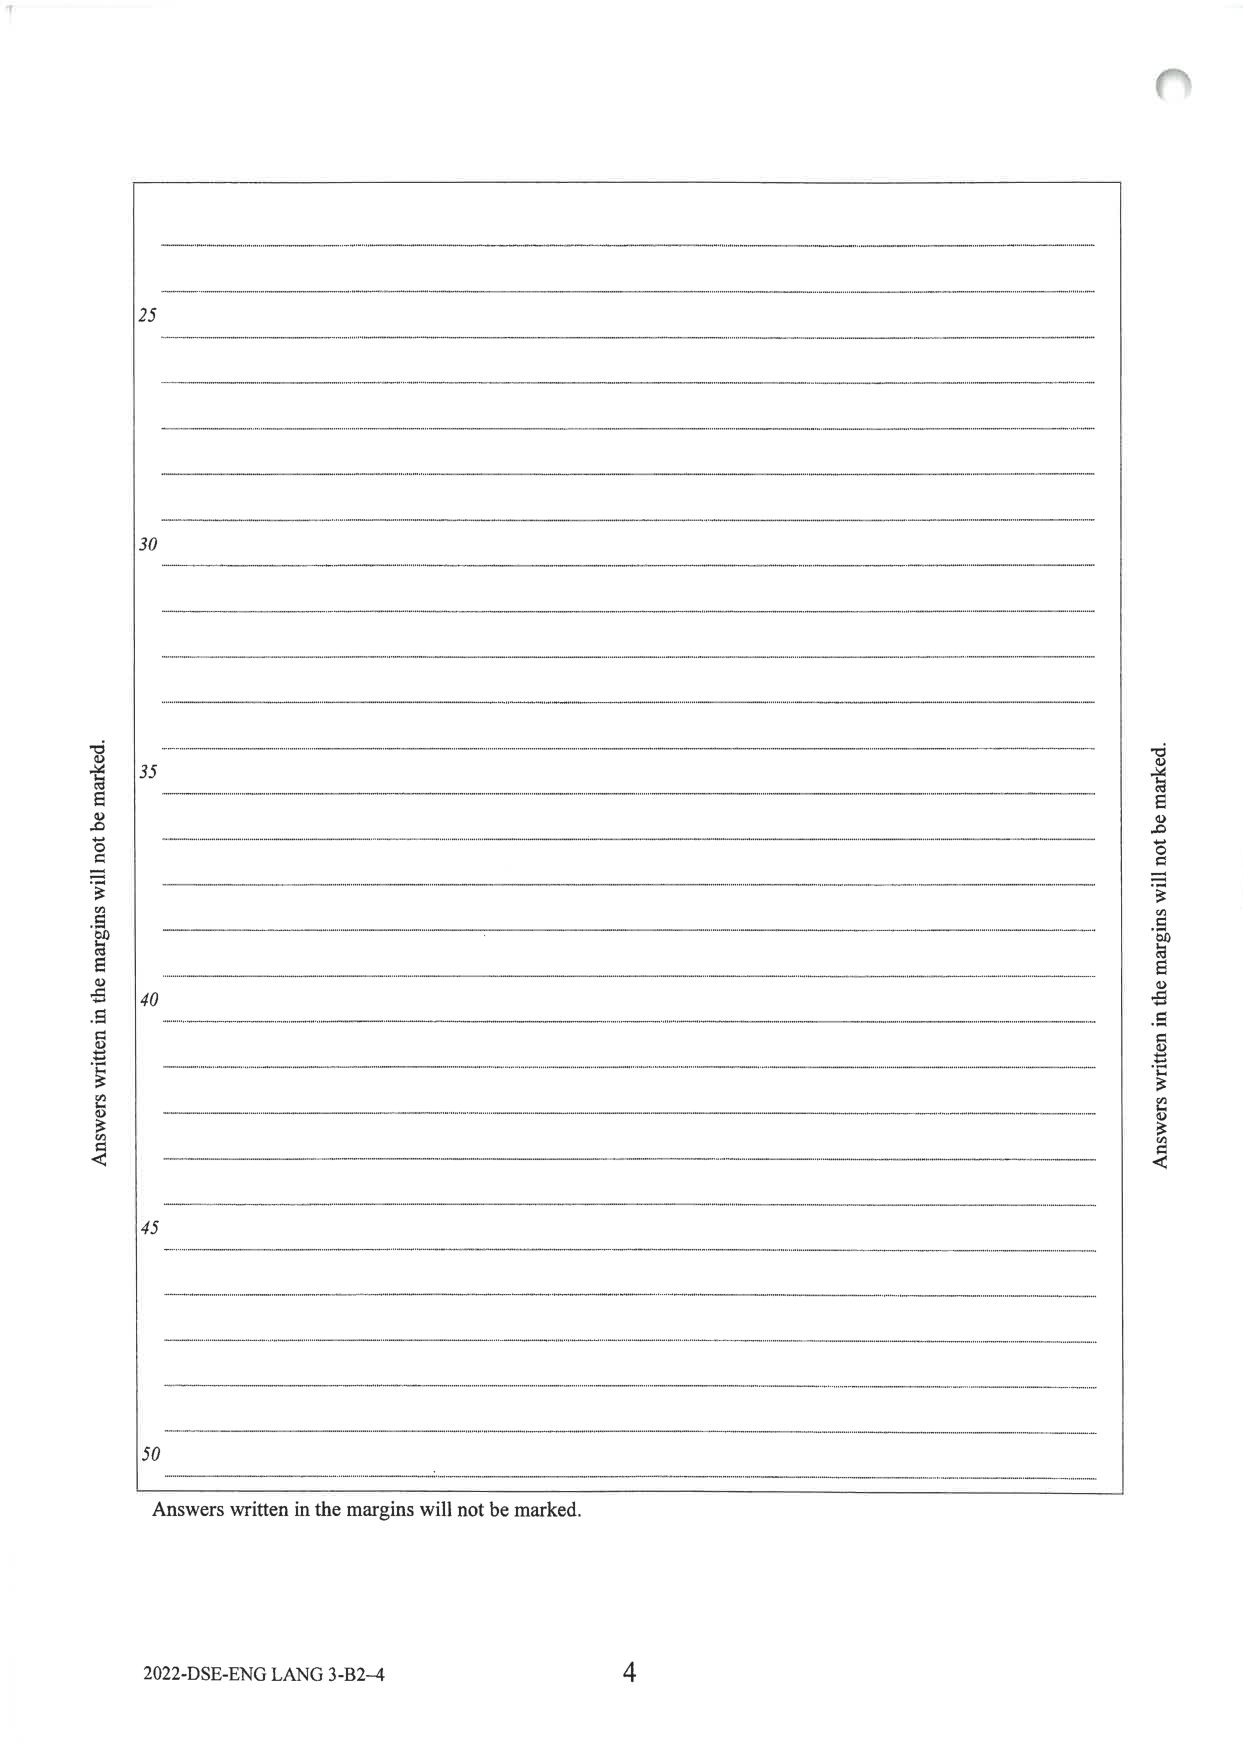 25
30
35
40
45
50
Answers written in the margins will not be marked.
Answers written in the margins will not be marked.
Answers written in the margins will not be marked.
2022-DSE-ENG LANG 3-B2–4
4